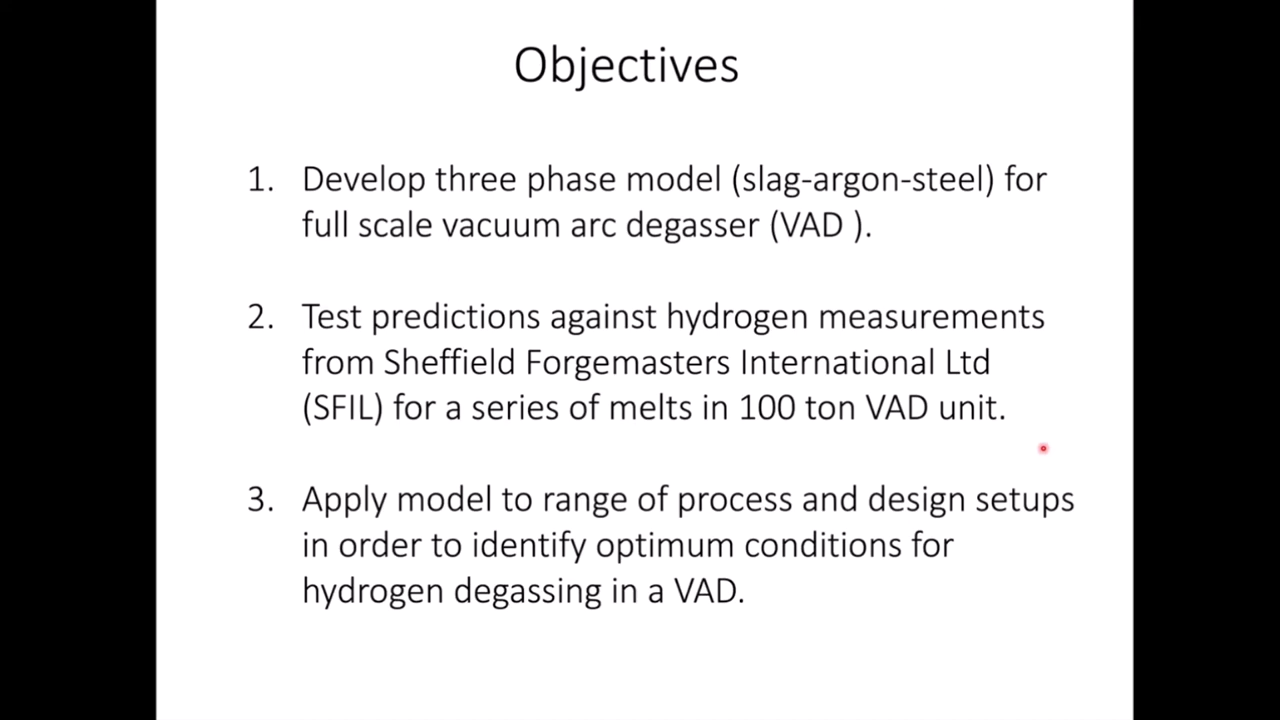 Objectives
1. Develop three phase model (slag-argon-steel) for
full scale vacuum arc degasser (VAD ).
2. Test predictions against hydrogen measurements
from Sheffield Forgemasters International Ltd
(SFIL) for a series of melts in 100 ton VAD unit.
3. Apply model to range of process and design setups
in order to identify optimum conditions for
hydrogen degassing in a VAD.